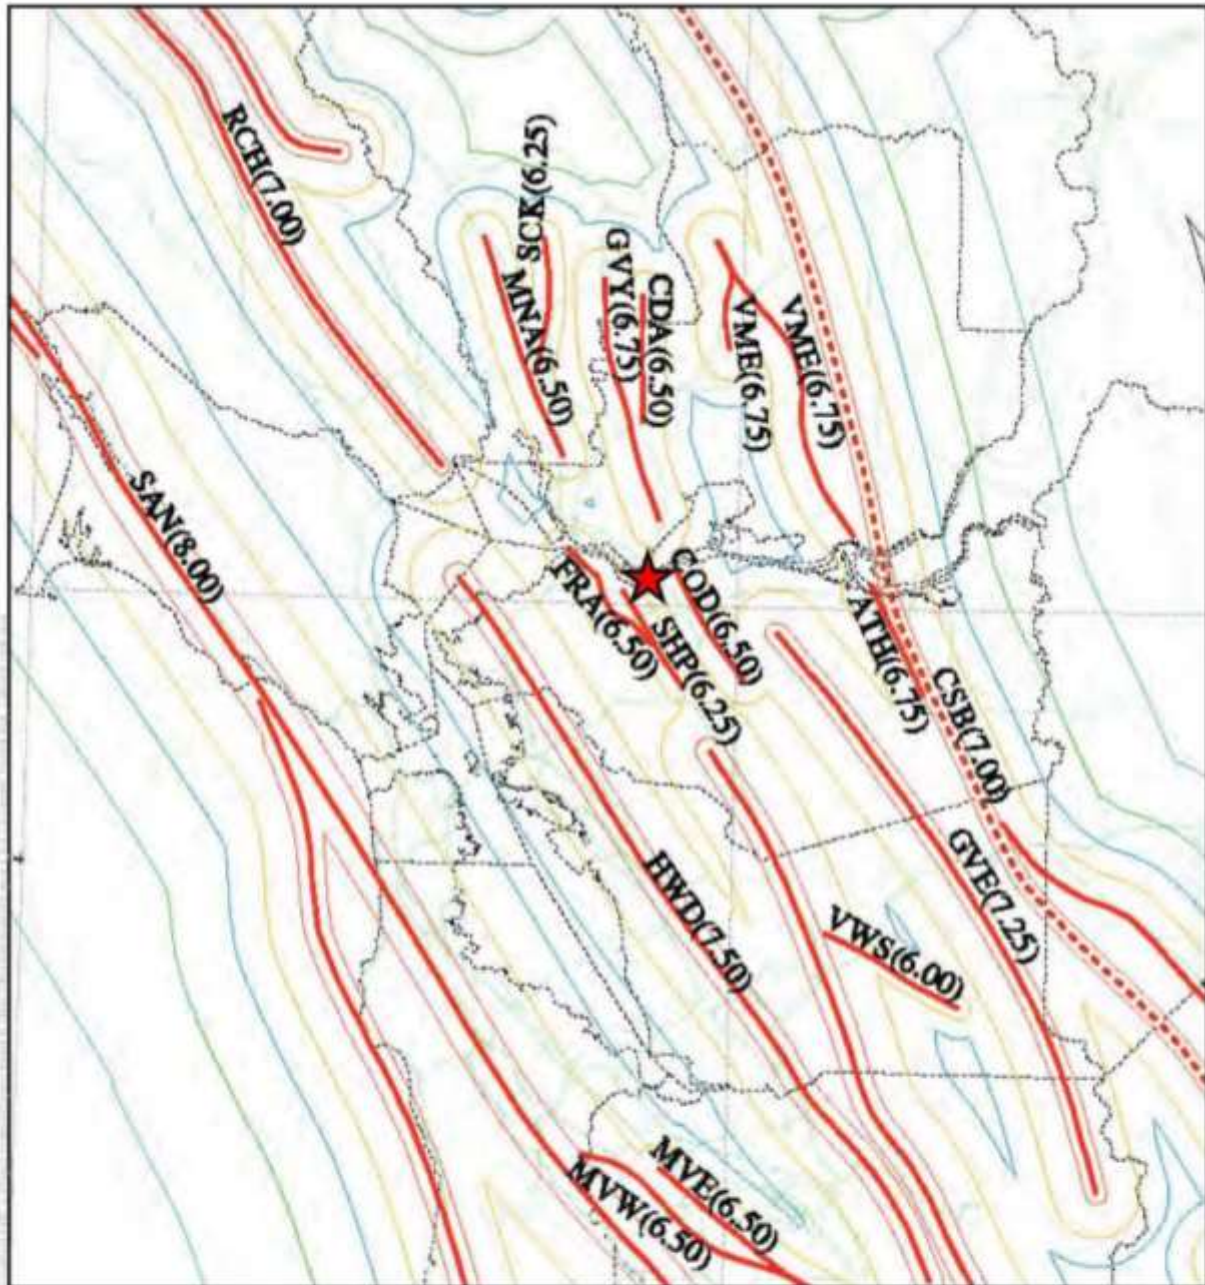 RCH(7.00)
SCK(6.25)
MNA(6.50)
GVY(6.75)
CDA(6.50)
VME(6.75)
VME(6.75)
SAN(8.00)
FRA(6.50)
SHP(6.25)
COD(6.50)
ATH(6.75)
CSB(7.00)
GVE(7.25)
HWD(7.50)
VWS(6.00)
MVE(6.50)
MVW(6.50)